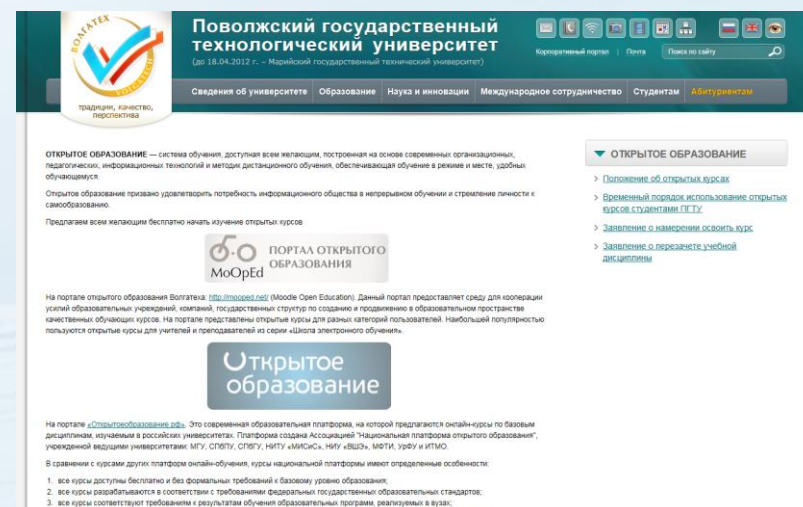 ВОЛГАТЕХ
VOLGATECH
традиции, качество,
перспектива
Поволжский государственный
технологический университет
(до 18.04.2012 г. – Марийский государственный технический университет)
Корпоративный портал | Почта
Поиск по сайту
Сведения об университете Образование Наука и инновации Международное сотрудничество Студентам Абитуриентам
ОТКРЫТОЕ ОБРАЗОВАНИЕ — система обучения, доступная всем желающим, построенная на основе современных организационных,
педагогических, информационных технологий и методик дистанционного обучения, обеспечивающая обучение в режиме и месте, удобных
обучающемуся.
Открытое образование призвано удовлетворить потребность информационного общества в непрерывном обучении и стремление личности к
самообразованию.
Предлагаем всем желающим бесплатно начать изучение открытых курсов
MoOpEd
ПОРТАЛ ОТКРЫТОГО
ОБРАЗОВАНИЯ
На портале открытого образования Волгатеха: http://mooped.net/ (Moodle Open Education). Данный портал предоставляет среду для кооперации
усилий образовательных учреждений, компаний, государственных структур по созданию и продвижению в образовательном пространстве
качественных обучающих курсов. На портале представлены открытые курсы для разных категорий пользователей. Наибольшей популярностью
пользуются открытые курсы для учителей и преподавателей из серии «Школа электронного обучения».
Открытое
образование
На портале «Открытоеобразование.рф». Это современная образовательная платформа, на которой предлагаются онлайн-курсы по базовым
дисциплинам, изучаемым в российских университетах. Платформа создана Ассоциацией "Национальная платформа открытого образования",
учрежденной ведущими университетами: МГУ, СПбПУ, СПбГУ, НИТУ «МИСиС», НИУ «ВШЭ», МФТИ, УрФУ и ИТМО.
В сравнении с курсами других платформ онлайн-обучения, курсы национальной платформы имеют определенные особенности:
1. все курсы доступны бесплатно и без формальных требований к базовому уровню образования;
2. все курсы разрабатываются в соответствии с требованиями федеральных государственных образовательных стандартов;
3. все курсы соответствуют требованиям к результатам обучения образовательных программ, реализуемых в вузах;
ОТКРЫТОЕ ОБРАЗОВАНИЕ
Положение об открытых курсах
Временный порядок использование открытых
курсов студентами ПГТУ
Заявление о намерении освоить курс
Заявление о перезачете учебной
дисциплины